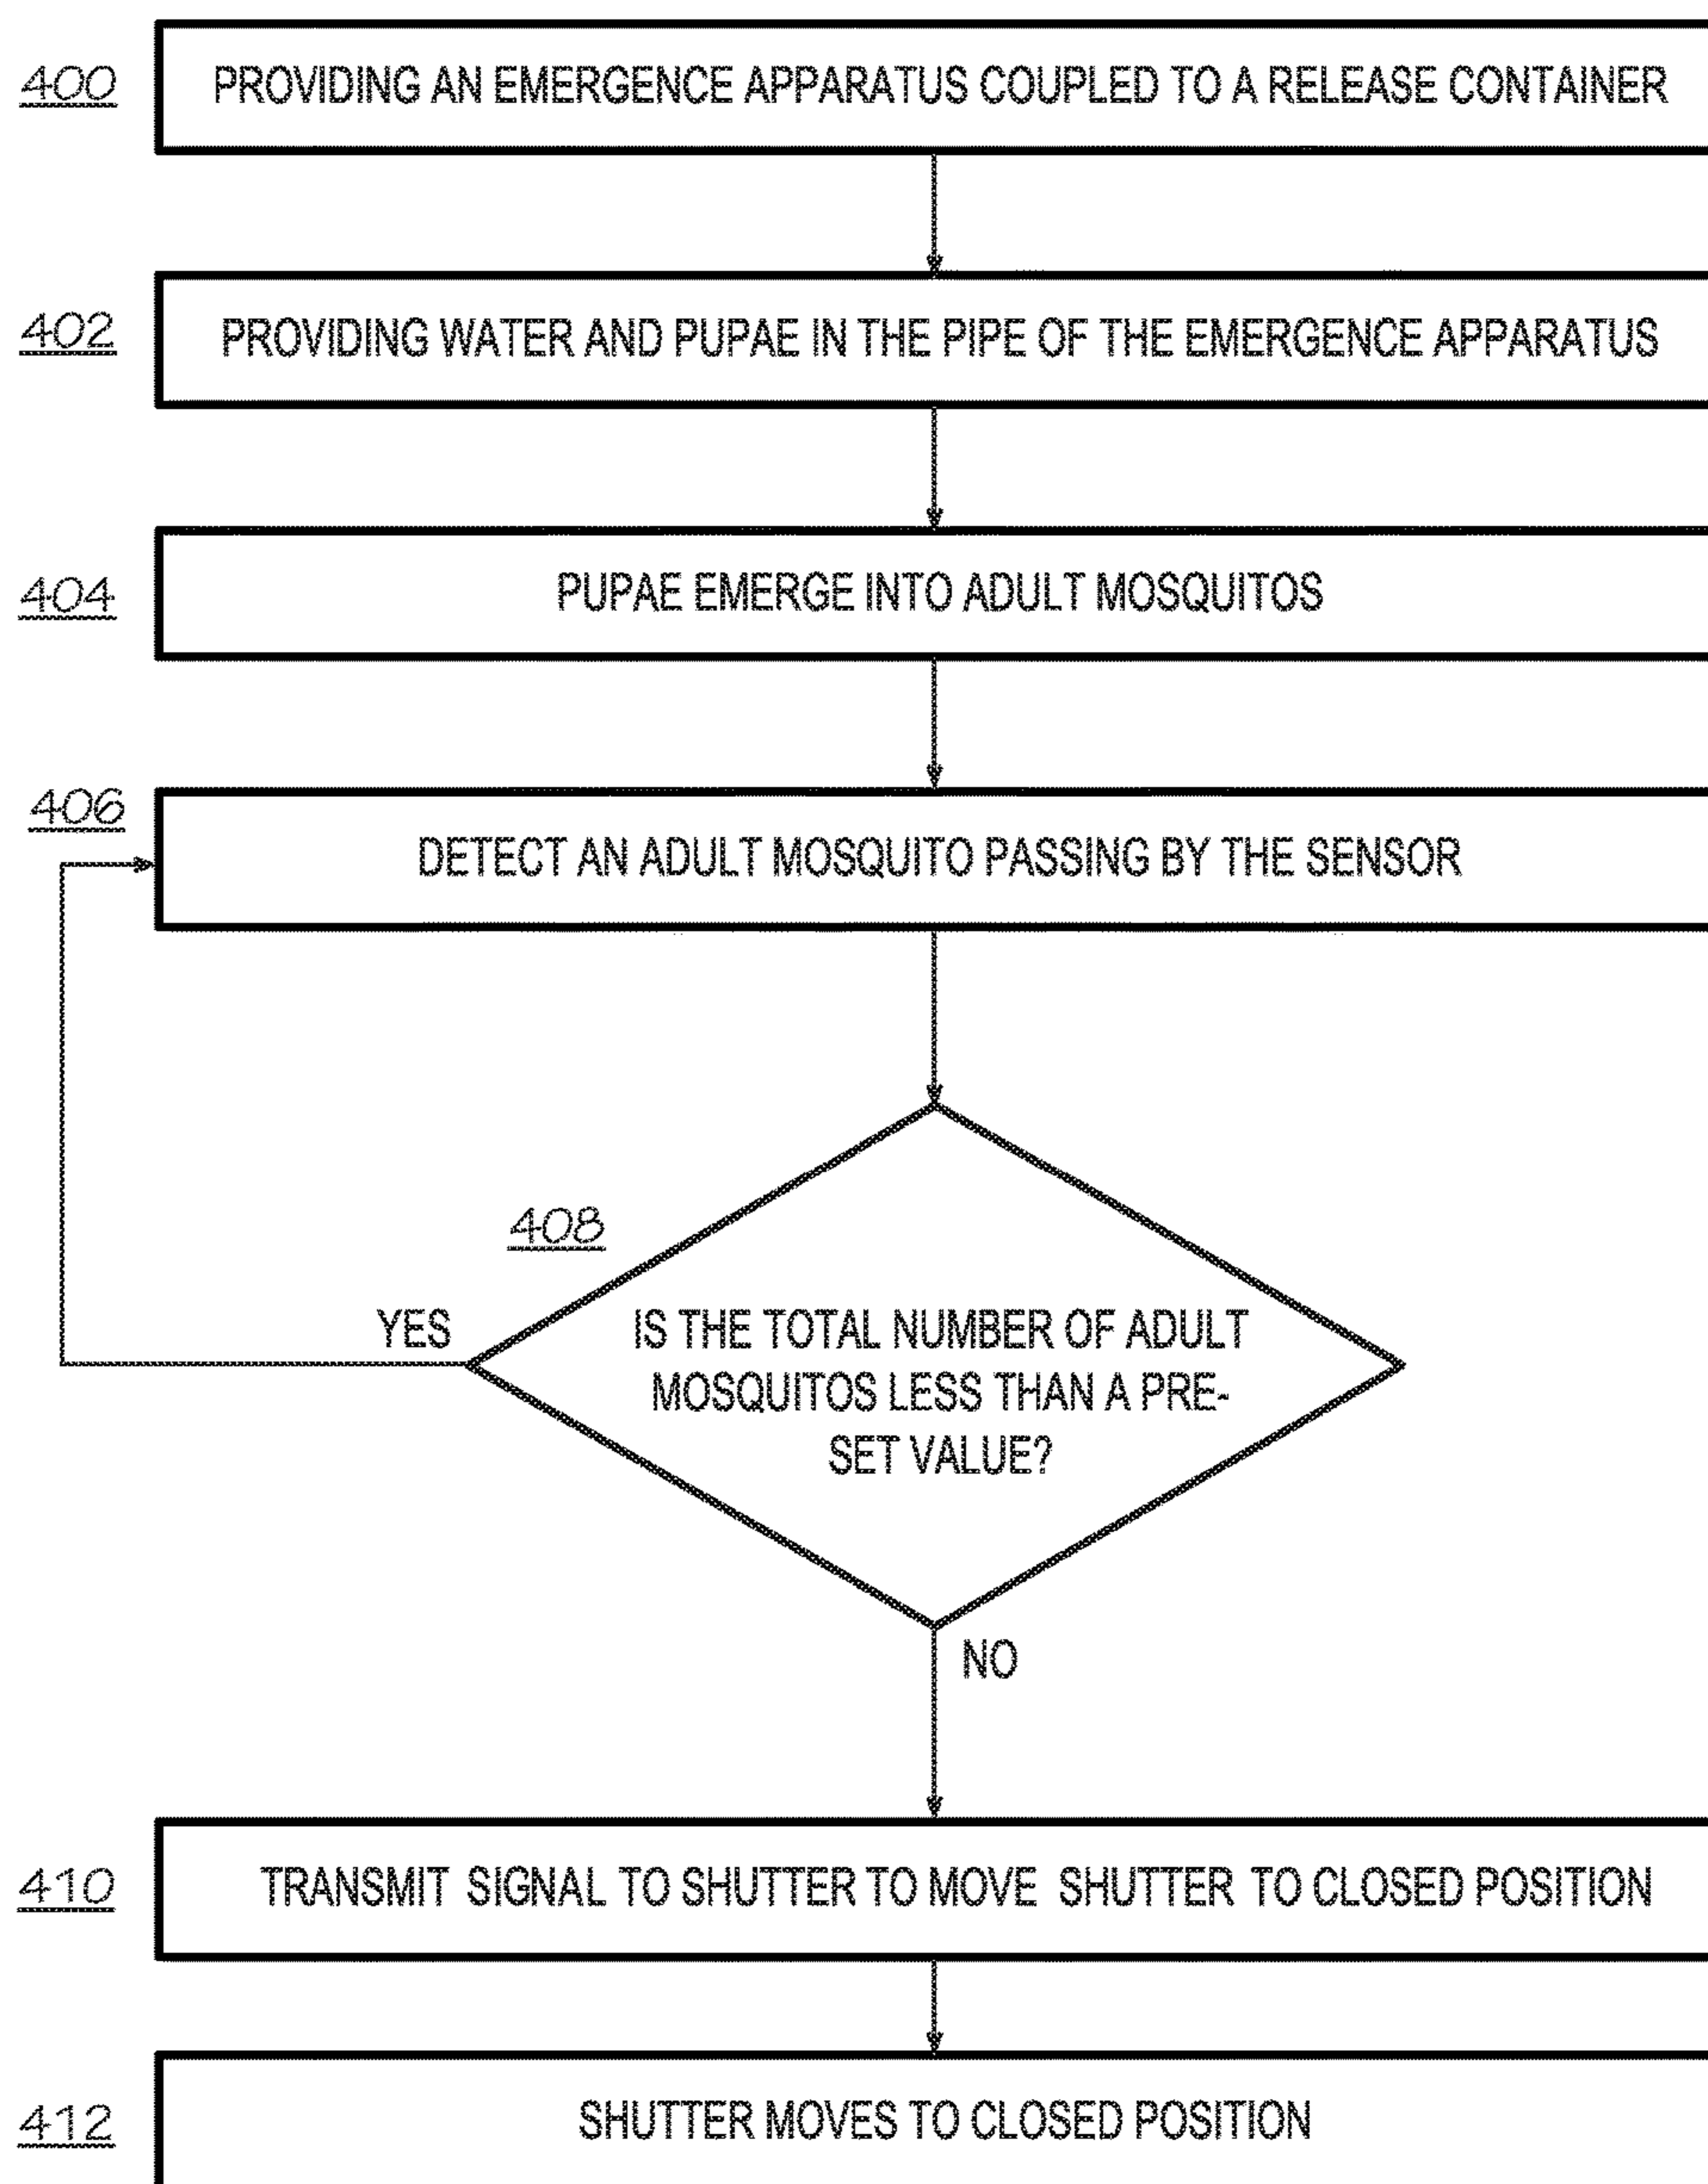 400
PROVIDING AN EMERGENCE APPARATUS COUPLED TO A RELEASE CONTAINER
402
PROVIDING WATER AND PUPAE IN THE PIPE OF THE EMERGENCE APPARATUS
404
PUPAE EMERGE INTO ADULT MOSQUITOS
406
DETECT AN ADULT MOSQUITO PASSING BY THE SENSOR
408
YES
IS THE TOTAL NUMBER OF ADULT
MOSQUITOS LESS THAN A PRE-
SET VALUE?
NO
410
TRANSMIT SIGNAL TO SHUTTER TO MOVE SHUTTER TO CLOSED POSITION
412
SHUTTER MOVES TO CLOSED POSITION